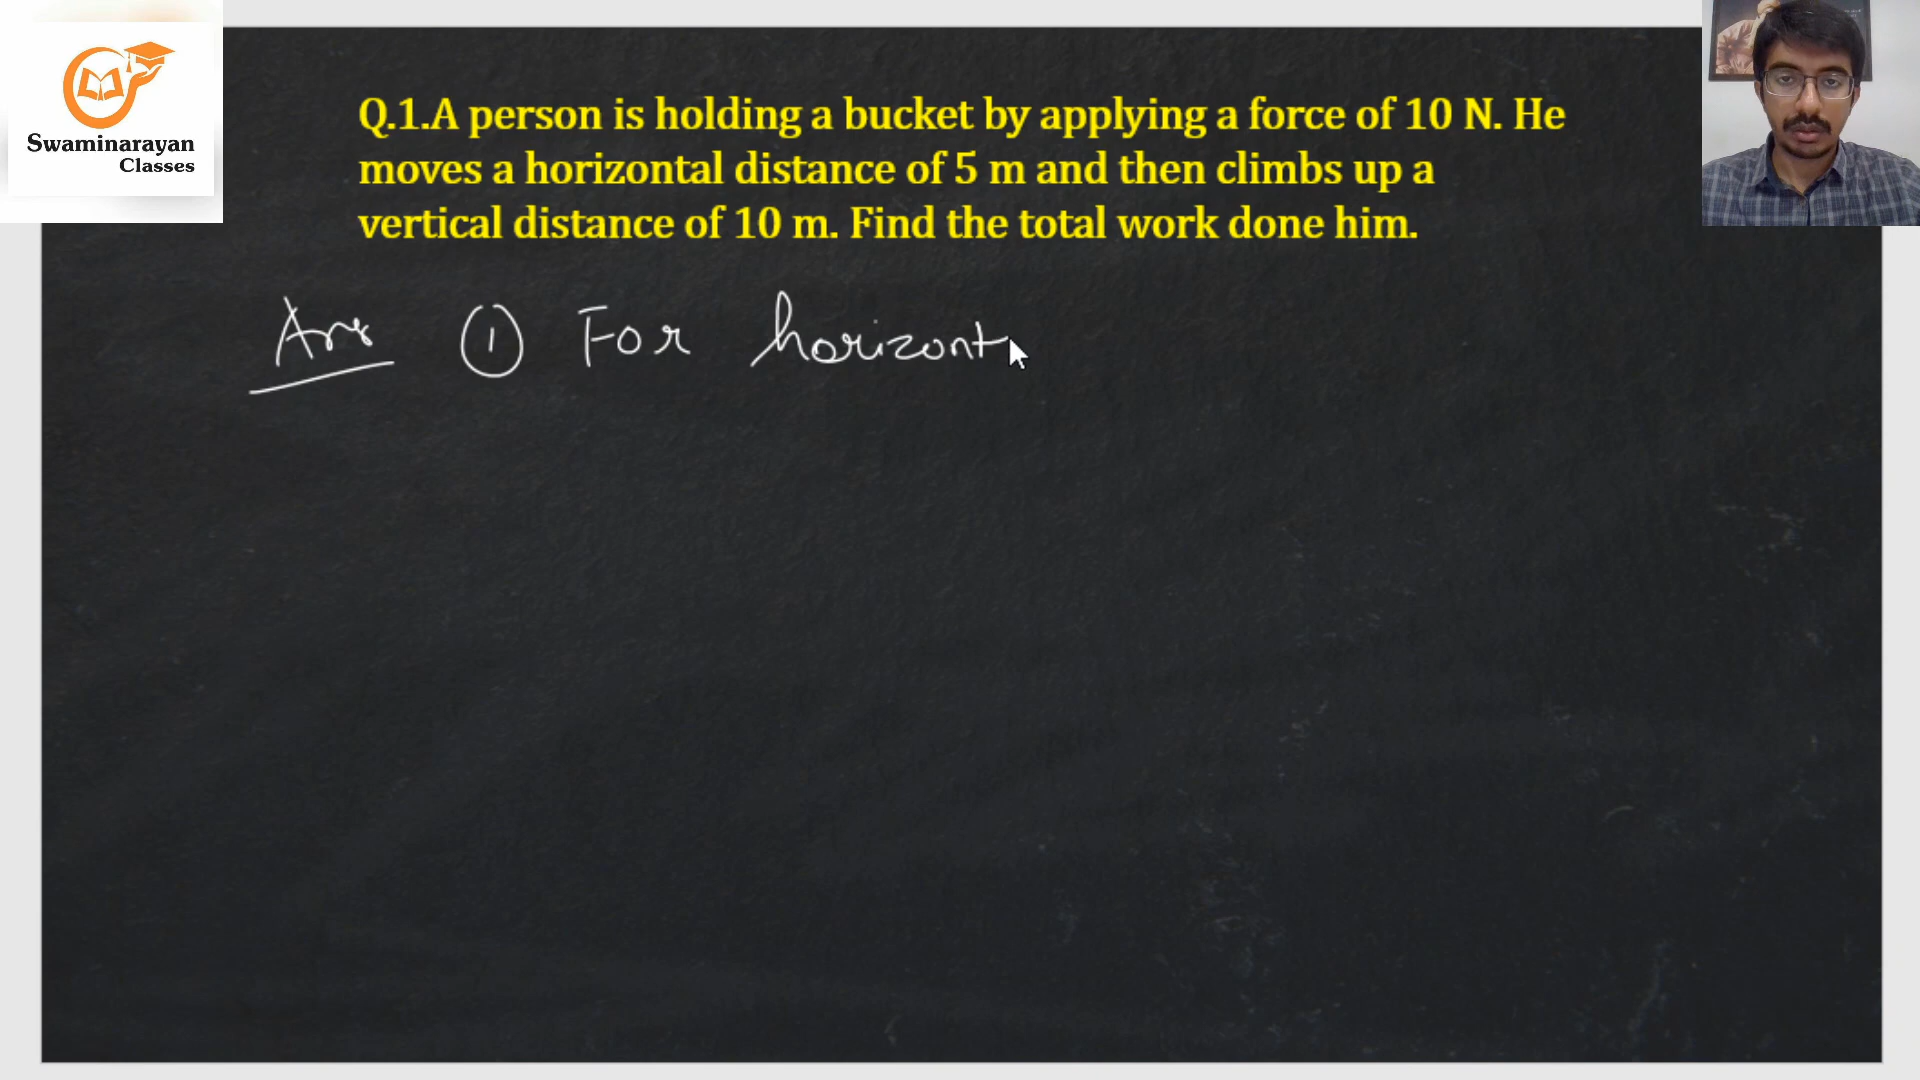 Swaminarayan
Classes
Q.1.A person is holding a bucket by applying a force of 10 N. He
moves a horizontal distance of 5 m and then climbs up a
vertical distance of 10 m. Find the total work done him.
Ans ① For horizont